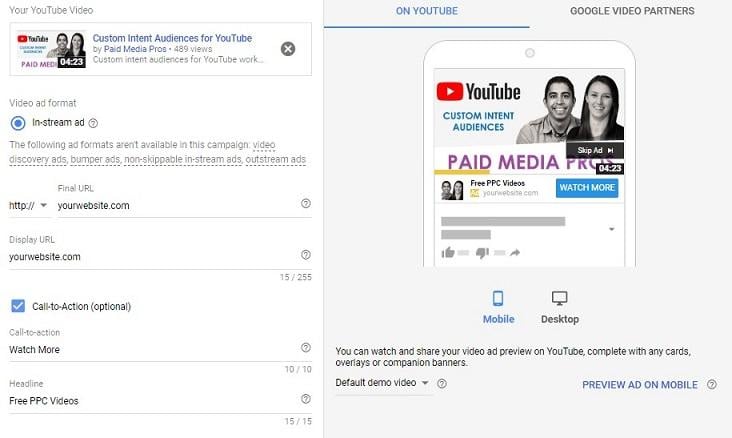 Your YouTube Video
Custom Intent Audiences for YouTube
by Paid Media Pros • 489 views
Custom intent audiences for YouTube work...
04:23
Video ad format
In-stream ad
The following ad formats aren't available in this campaign: video
discovery ads, bumper ads, non-skippable in-stream ads, outstream ads
Final URL
http://
yourwebsite.com
Display URL
yourwebsite.com
15 / 255
Call-to-Action (optional)
Call-to-action
Watch More
10 / 10
Headline
Free PPC Videos
15 / 15
ON YOUTUBE
GOOGLE VIDEO PARTNERS
YouTube
CUSTOM INTENT
AUDIENCES
Skip Ad
PAID MEDIA PROS
04:23
Free PPC Videos
Ad yourwebsite.com
WATCH MORE
Mobile
Desktop
You can watch and share your video ad preview on YouTube, complete with any cards,
overlays or companion banners.
Default demo video
PREVIEW AD ON MOBILE